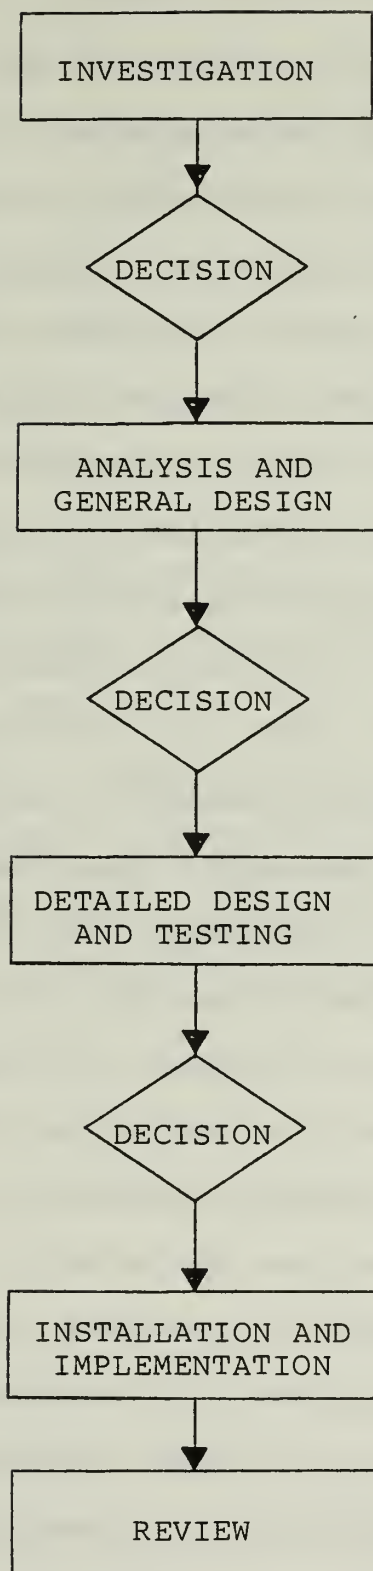 INVESTIGATION
DECISION
ANALYSIS AND
GENERAL DESIGN
DECISION
DETAILED DESIGN
AND TESTING
DECISION
INSTALLATION AND
IMPLEMENTATION
REVIEW